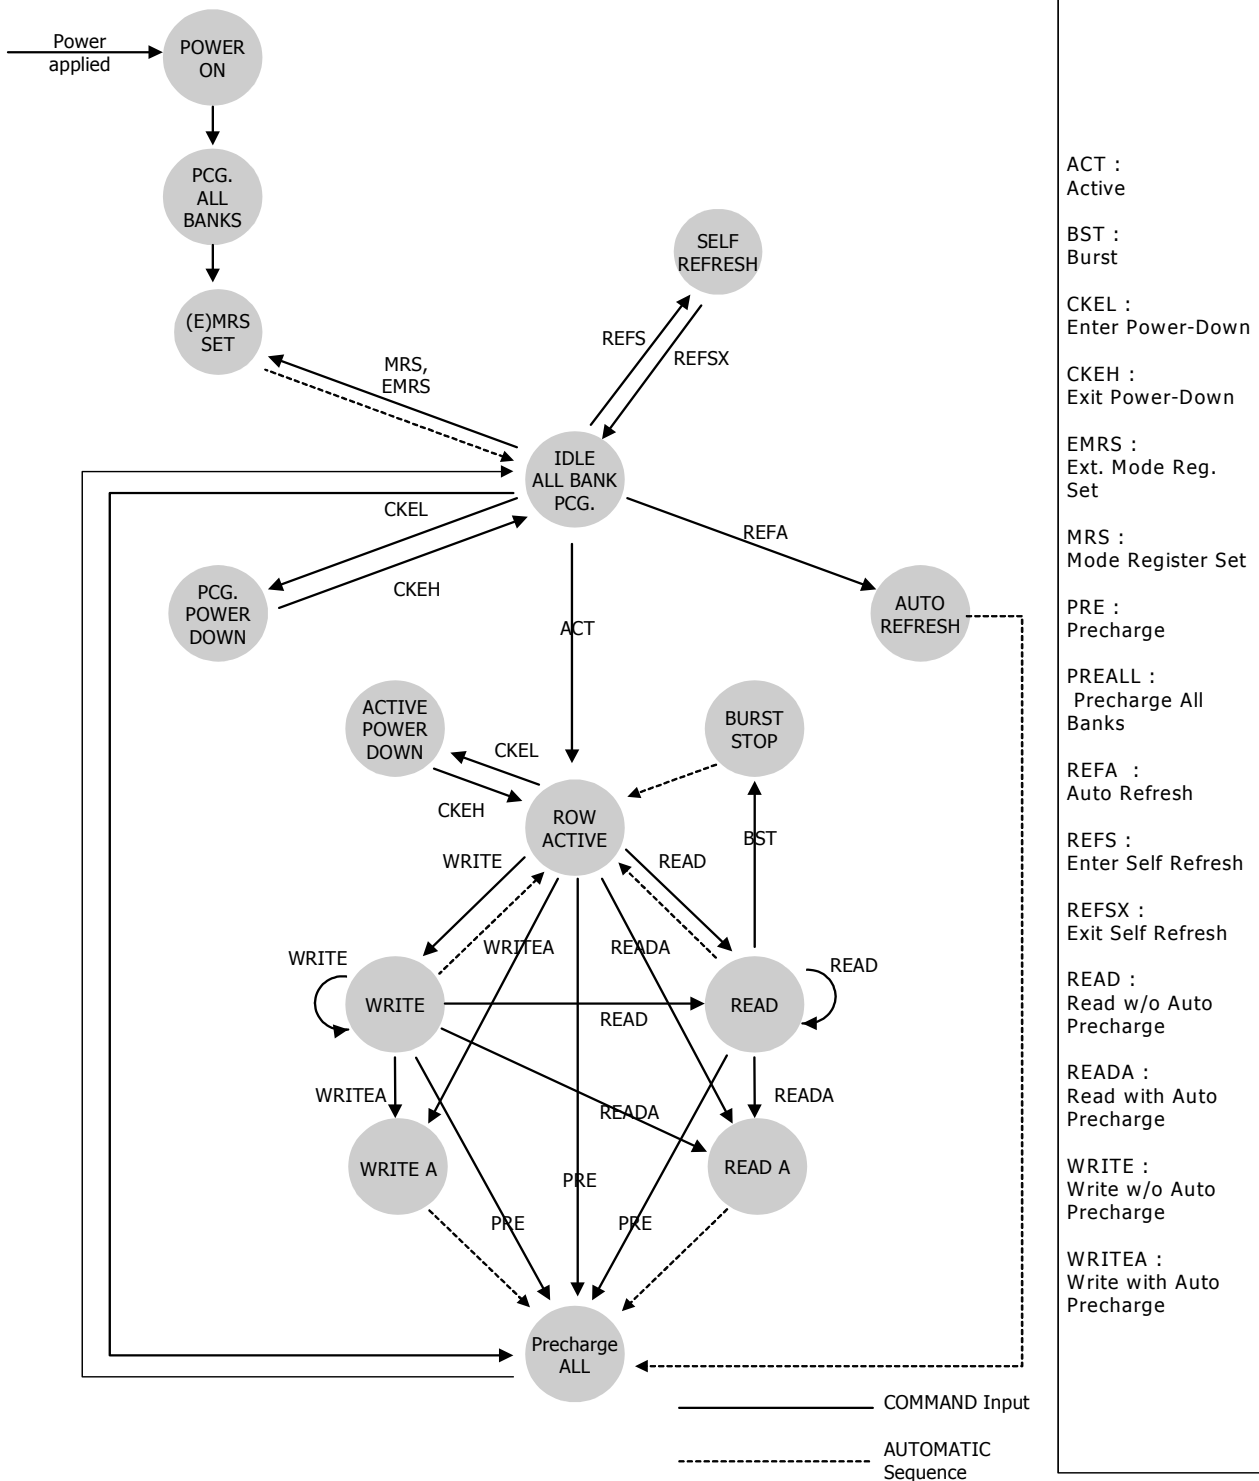 Power
applied
POWER
ON
PCG.
ALL
BANKS
(E)MRS
SET
SELF
REFRESH
REFS
REFSX
MRS,
EMRS
IDLE
ALL BANK
PCG.
CKEL
CKEH
REFA
PCG.
POWER
DOWN
AUTO
REFRESH
ACT
ACTIVE
POWER
DOWN
BURST
STOP
CKEL
CKEH
ROW
ACTIVE
BST
WRITE
READ
WRITEA
READA
WRITE
READ
WRITE
READ
READ
WRITEA
READA
READA
WRITE A
READ A
PRE
PRE
PRE
Precharge
ALL
COMMAND Input
AUTOMATIC
Sequence
ACT :
Active
BST :
Burst
CKEL :
Enter Power-Down
CKEH :
Exit Power-Down
EMRS :
Ext. Mode Reg.
Set
MRS :
Mode Register Set
PRE :
Precharge
PREALL :
Precharge All
Banks
REFA :
Auto Refresh
REFS :
Enter Self Refresh
REFSX :
Exit Self Refresh
READ :
Read w/o Auto
Precharge
READA :
Read with Auto
Precharge
WRITE :
Write w/o Auto
Precharge
WRITEA :
Write with Auto
Precharge